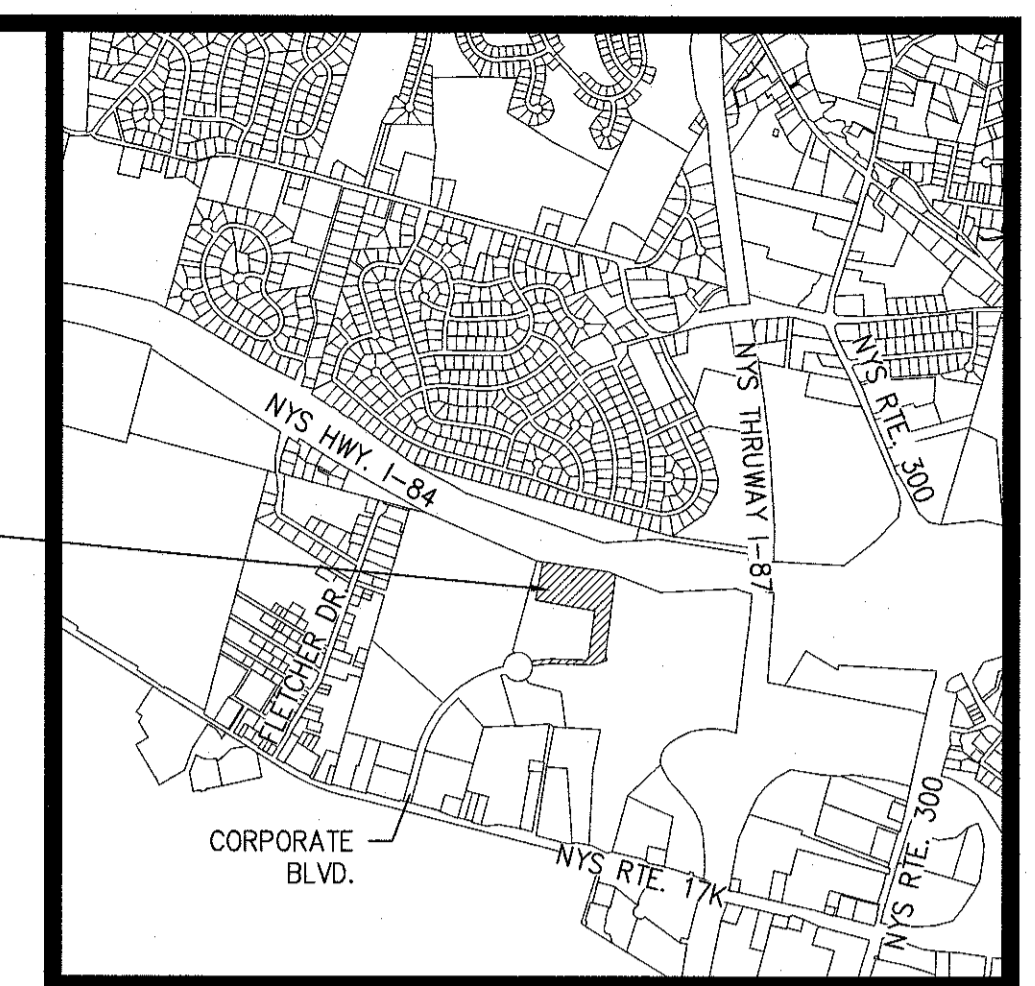 NYS HWY. I-84
NYS THRUWAY I-87
NYS RTE. 300
FLETCHER DR.
CORPORATE
BLVD.
NYS RTE. 17K
NYS RTE. 300